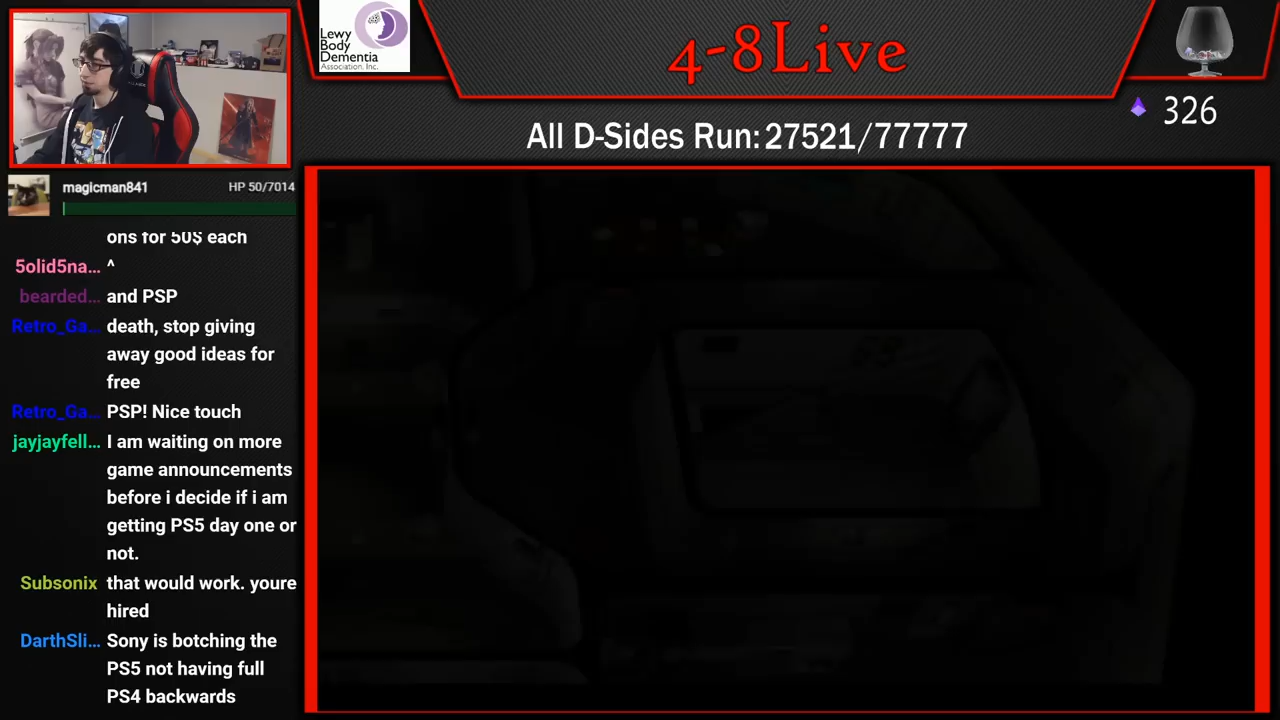 Lewy
Body
Dementia
Association, Inc.
4-8Live
326
All D-Sides Run: 27521/77777
magicman841 HP 50/7014
ons for 50$ each
5olid5na... ^
bearded... and PSP
Retro_Ga... death, stop giving
away good ideas for
free
Retro_Ga... PSP! Nice touch
jayjayfell... I am waiting on more
game announcements
before i decide if i am
getting PS5 day one or
not.
Subsonix that would work. youre
hired
DarthSli... Sony is botching the
PS5 not having full
PS4 backwards